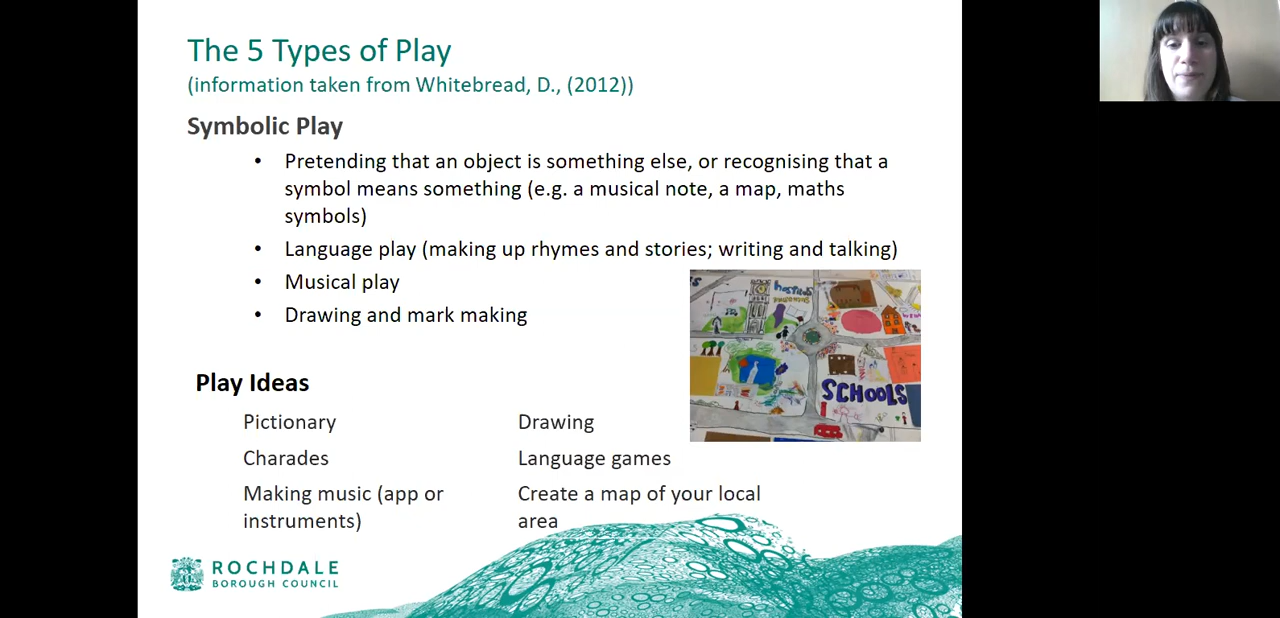 The 5 Types of Play
(information taken from Whitebread, D., (2012))
Symbolic Play
• Pretending that an object is something else, or recognising that a
symbol means something (e.g. a musical note, a map, maths
symbols)
• Language play (making up rhymes and stories; writing and talking)
• Musical play
• Drawing and mark making
hospital
SCHOOLS
Play Ideas
Pictionary
Drawing
Charades
Language games
Making music (app or
instruments)
Create a map of your local
area
ROCHDALE
BOROUGH COUNCIL